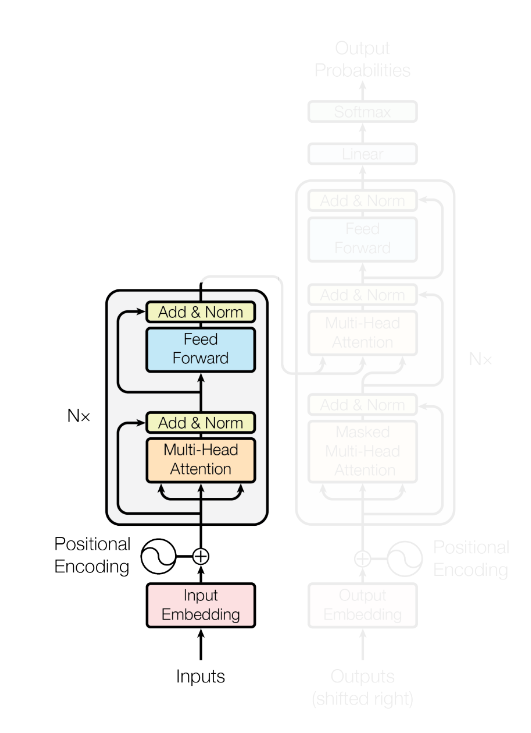 Output
Probabilities
Softmax
Linear
Add & Norm
Feed
Forward
Add & Norm
Multi-Head
Attention
Nx
Add & Norm
Masked
Multi-Head
Attention
Positional
Encoding
Output
Embedding
Outputs
(shifted right)
Add & Norm
Feed
Forward
Nx
Add & Norm
Multi-Head
Attention
Positional
Encoding
Input
Embedding
Inputs